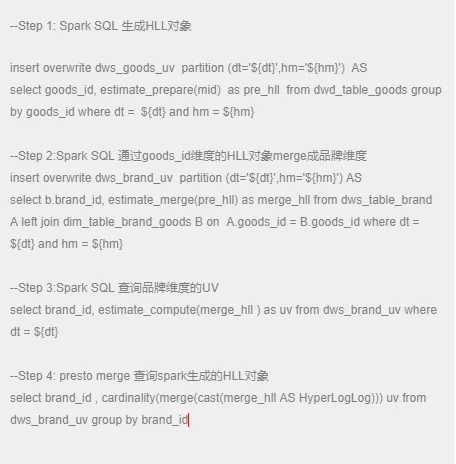 --Step 1: Spark SQL 生成HLL对象
insert overwrite dws_goods_uv  partition (dt='${dt}',hm='${hm}')  AS
select goods_id, estimate_prepare(mid)  as pre_hll  from dwd_table_goods group
by goods_id where dt =  ${dt} and hm = ${hm}
--Step 2:Spark SQL 通过goods_id维度的HLL对象merge成品牌维度
insert overwrite dws_brand_uv  partition (dt='${dt}',hm='${hm}') AS
select b.brand_id, estimate_merge(pre_hll) as merge_hll from dws_table_brand
A left join dim_table_brand_goods B on  A.goods_id = B.goods_id where dt =
${dt} and hm = ${hm}
--Step 3:Spark SQL 查询品牌维度的UV
select brand_id, estimate_compute(merge_hll ) as uv from dws_brand_uv where
dt = ${dt}
--Step 4: presto merge 查询spark生成的HLL对象
select brand_id , cardinality(merge(cast(merge_hll AS HyperLogLog))) uv from
dws_brand_uv group by brand_id